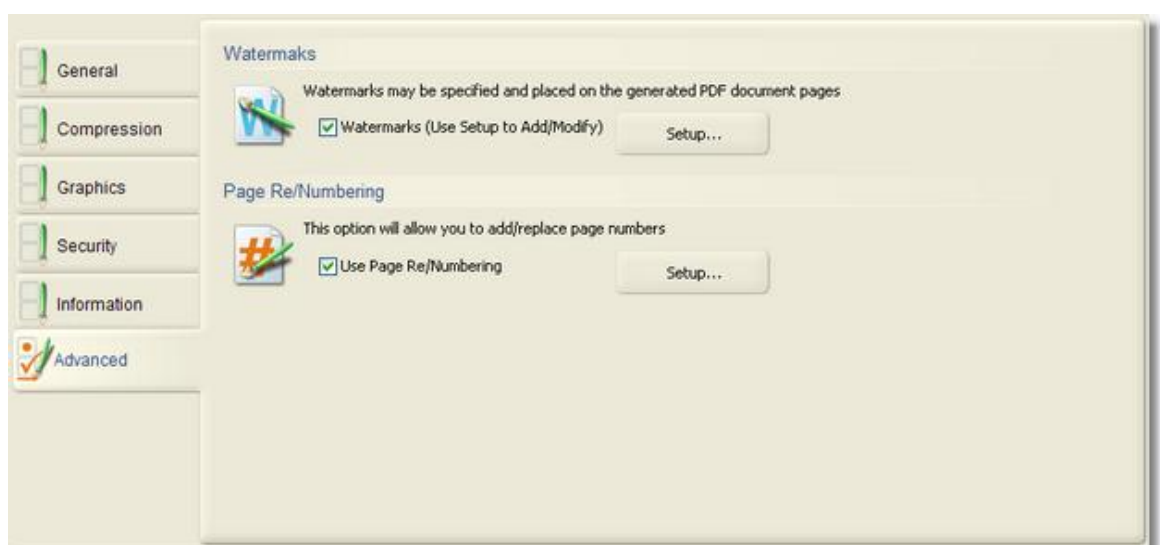 General
Compression
Graphics
Security
Information
Advanced
Watermaks
Watermarks may be specified and placed on the generated PDF document pages
Watermarks (Use Setup to Add/Modify)
Setup...
Page Re/Numbering
This option will allow you to add/replace page numbers
Use Page Re/Numbering
Setup...